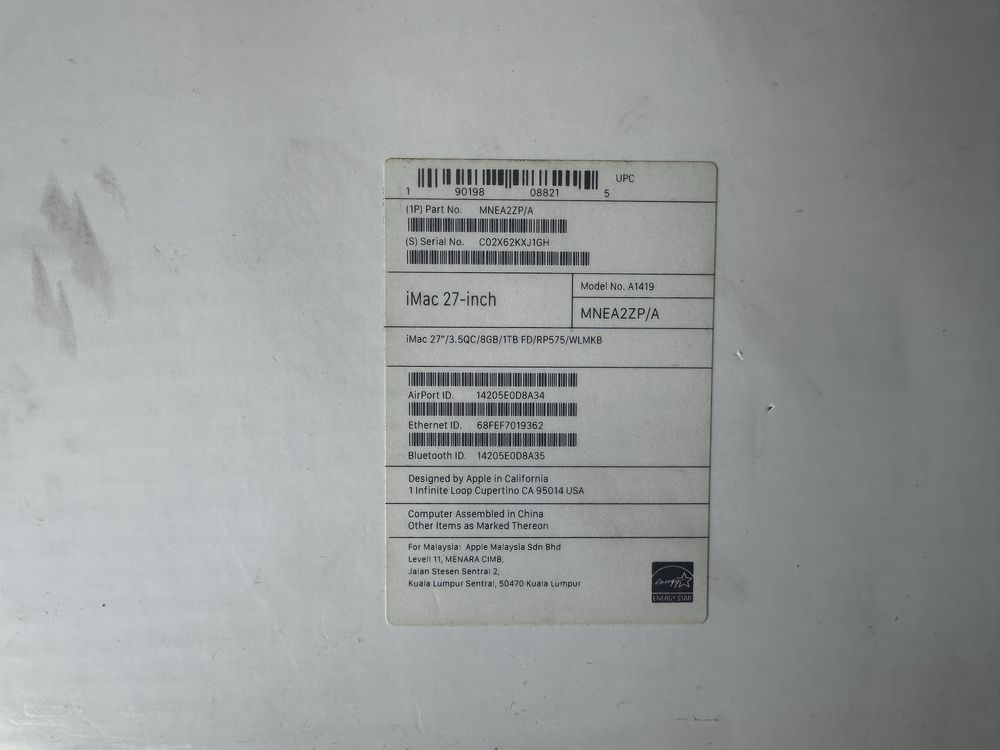 UPC
1 90198 08821 5
(1P) Part No. MNEA2ZP/A
(S) Serial No. C02X62KXJ1GH
iMac 27-inch
Model No. A1419
MNEA2ZP/A
iMac 27"/3.5QC/8GB/1TB FD/RP575/WLMKB
AirPort ID. 14205E0D8A34
Ethernet ID. 68FEF7019362
Bluetooth ID. 14205E0D8A35
Designed by Apple in California
1 Infinite Loop Cupertino CA 95014 USA
Computer Assembled in China
Other Items as Marked Thereon
For Malaysia: Apple Malaysia Sdn Bhd
Levell 11, MENARA CIMB,
Jalan Stesen Sentral 2,
Kuala Lumpur Sentral, 50470 Kuala Lumpur
energy
ENERGY STAR